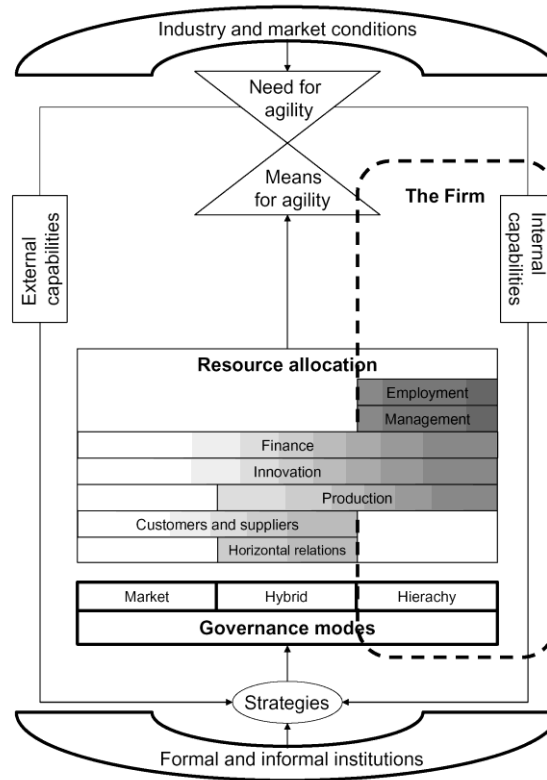 Industry and market conditions
Need for
agility
Means for
agility
The Firm
External
capabilities
Internal
capabilities
Resource allocation
Employment
Management
Finance
Innovation
Production
Customers and suppliers
Horizontal relations
Market
Hybrid
Hierachy
Governance modes
Strategies
Formal and informal institutions